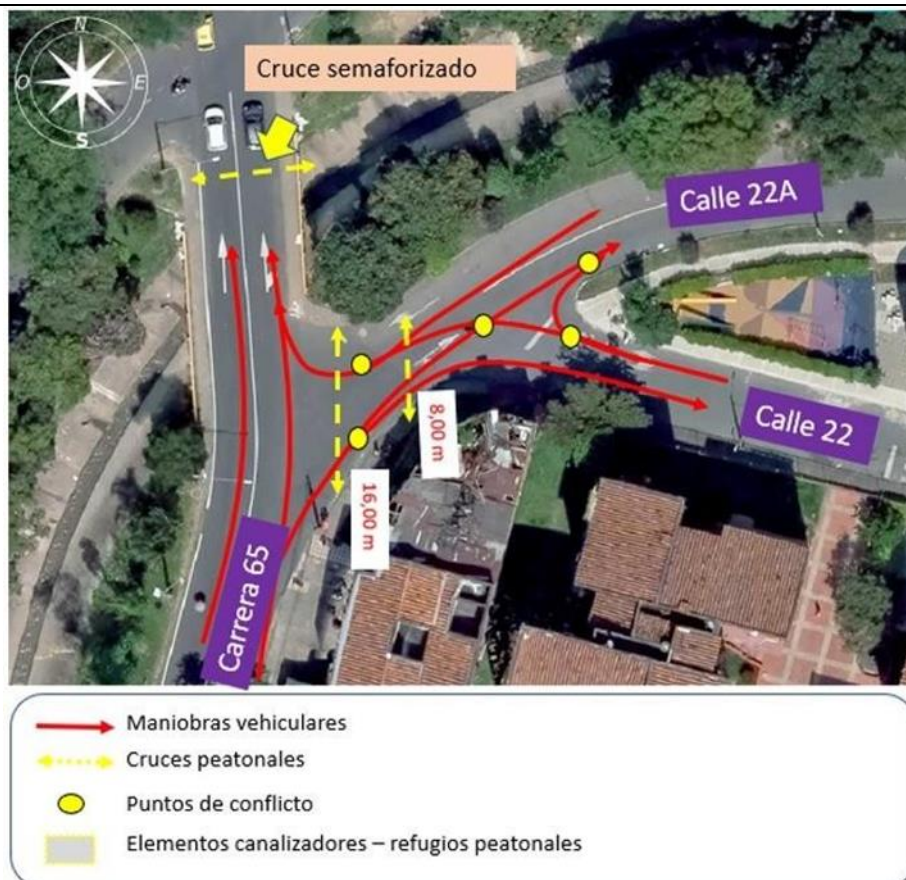 N
O
E
S
Cruce semaforizado
Calle 22A
Calle 22
8,00 m
16,00 m
Carrera 65
Maniobras vehiculares
Cruces peatonales
Puntos de conflicto
Elementos canalizadores – refugios peatonales